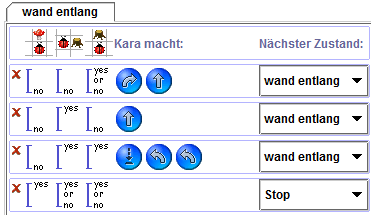 wand entlang
Kara macht: Nächster Zustand:
no no yes or no wand entlang
no yes no wand entlang
no yes yes wand entlang
yes yes or no yes or no Stop